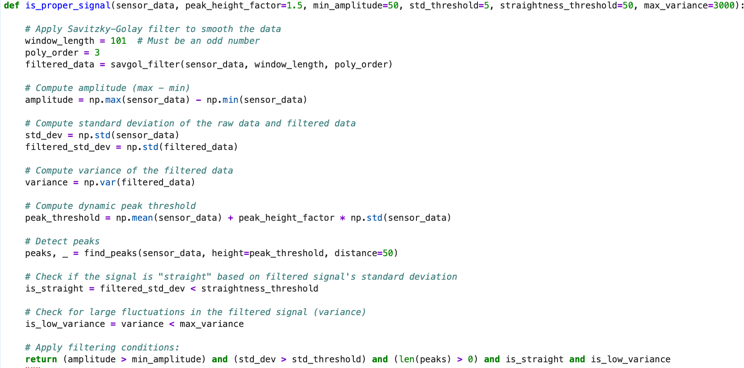 def is_proper_signal(sensor_data, peak_height_factor=1.5, min_amplitude=50, std_threshold=5, straightness_threshold=50, max_variance=3000):
# Apply Savitzky-Golay filter to smooth the data
window_length = 101  # Must be an odd number
poly_order = 3
filtered_data = savgol_filter(sensor_data, window_length, poly_order)
# Compute amplitude (max - min)
amplitude = np.max(sensor_data) - np.min(sensor_data)
# Compute standard deviation of the raw data and filtered data
std_dev = np.std(sensor_data)
filtered_std_dev = np.std(filtered_data)
# Compute variance of the filtered data
variance = np.var(filtered_data)
# Compute dynamic peak threshold
peak_threshold = np.mean(sensor_data) + peak_height_factor * np.std(sensor_data)
# Detect peaks
peaks, _ = find_peaks(sensor_data, height=peak_threshold, distance=50)
# Check if the signal is "straight" based on filtered signal's standard deviation
is_straight = filtered_std_dev < straightness_threshold
# Check for large fluctuations in the filtered signal (variance)
is_low_variance = variance < max_variance
# Apply filtering conditions:
return (amplitude > min_amplitude) and (std_dev > std_threshold) and (len(peaks) > 0) and is_straight and is_low_variance